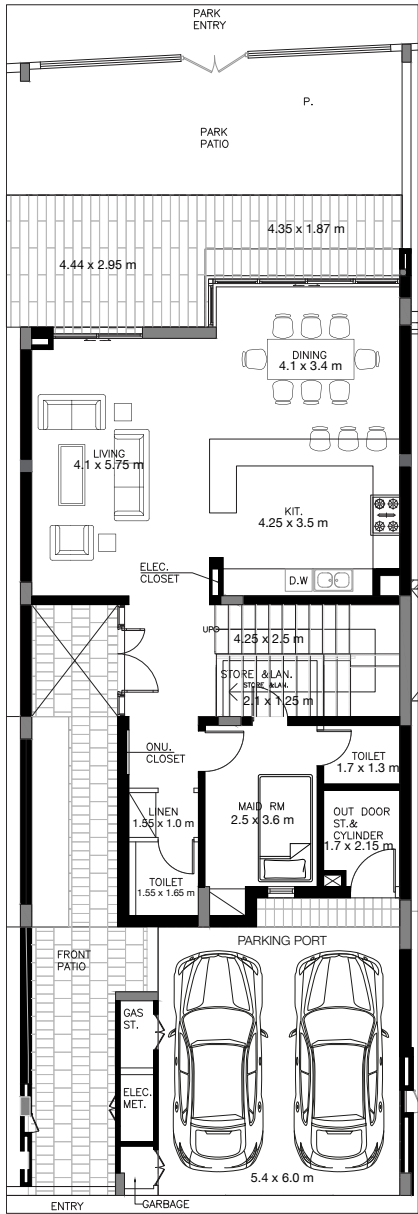 PARK
ENTRY
P.
PARK
PATIO
4.35 x 1.87 m
4.44 x 2.95 m
DINING
4.1 x 3.4 m
LIVING
4.1 x 5.75 m
KIT.
4.25 x 3.5 m
ELEC.
CLOSET
D.W
UP
4.25 x 2.5 m
STORE &LAN.
STORE &LAN.
2.1 x 1.25 m
ONU.
CLOSET
TOILET
1.7 x 1.3 m
LINEN
1.55 x 1.0 m
MAID RM
2.5 x 3.6 m
OUT DOOR
ST.&
CYLINDER
1.7 x 2.15 m
TOILET
1.55 x 1.65 m
PARKING PORT
FRONT
PATIO
GAS
ST.
ELEC.
MET.
5.4 x 6.0 m
ENTRY
GARBAGE